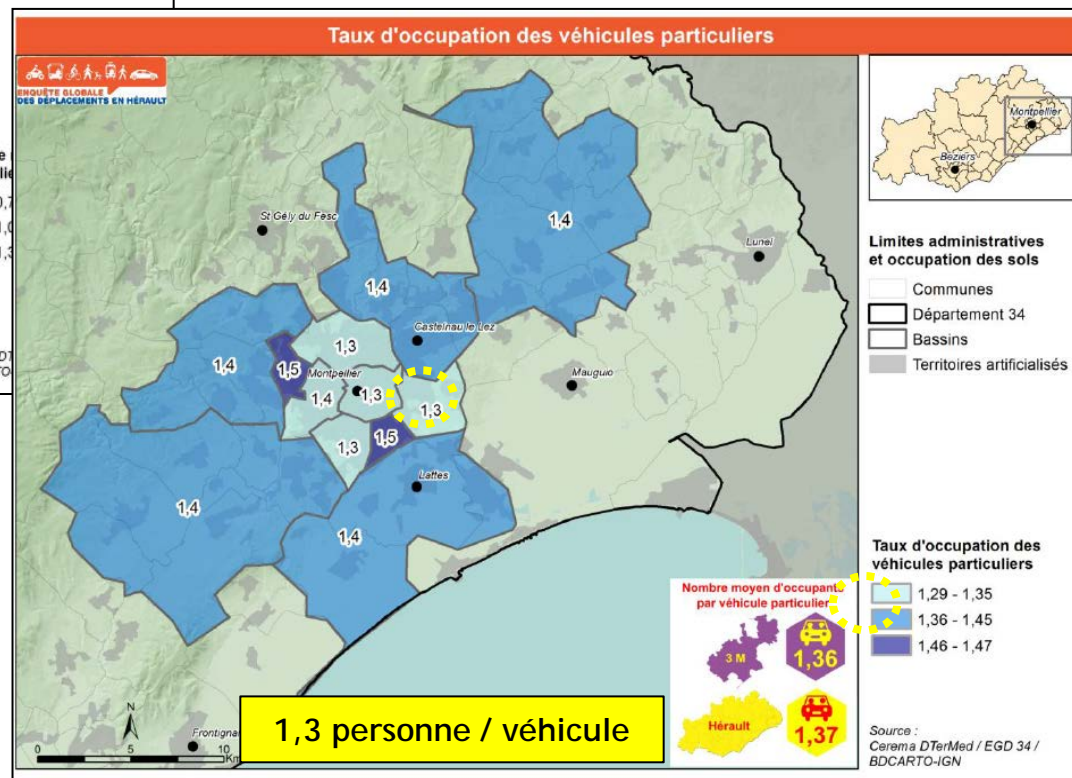 Taux d'occupation des véhicules particuliers
ENQUÊTE GLOBALE
DES DÉPLACEMENTS EN HÉRAULT
St Gély du Fesc
1,4
Lunel
1,4
Castelnau le Lez
1,3
1,4
1,5
Montpellier
1,4
1,3
1,3
Mauguio
1,3
1,5
Lattes
1,4
1,4
N
Frontignan
0
5
10
Km
1,3 personne / véhicule
Nombre moyen d'occupants
par véhicule particulier
3 M
1,36
Hérault
1,37
Montpellier
Béziers
Limites administratives
et occupation des sols
Communes
Département 34
Bassins
Territoires artificialisés
Taux d'occupation des
véhicules particuliers
1,29 - 1,35
1,36 - 1,45
1,46 - 1,47
Source :
Cerema DTerMed / EGD 34 /
BDCARTO-IGN